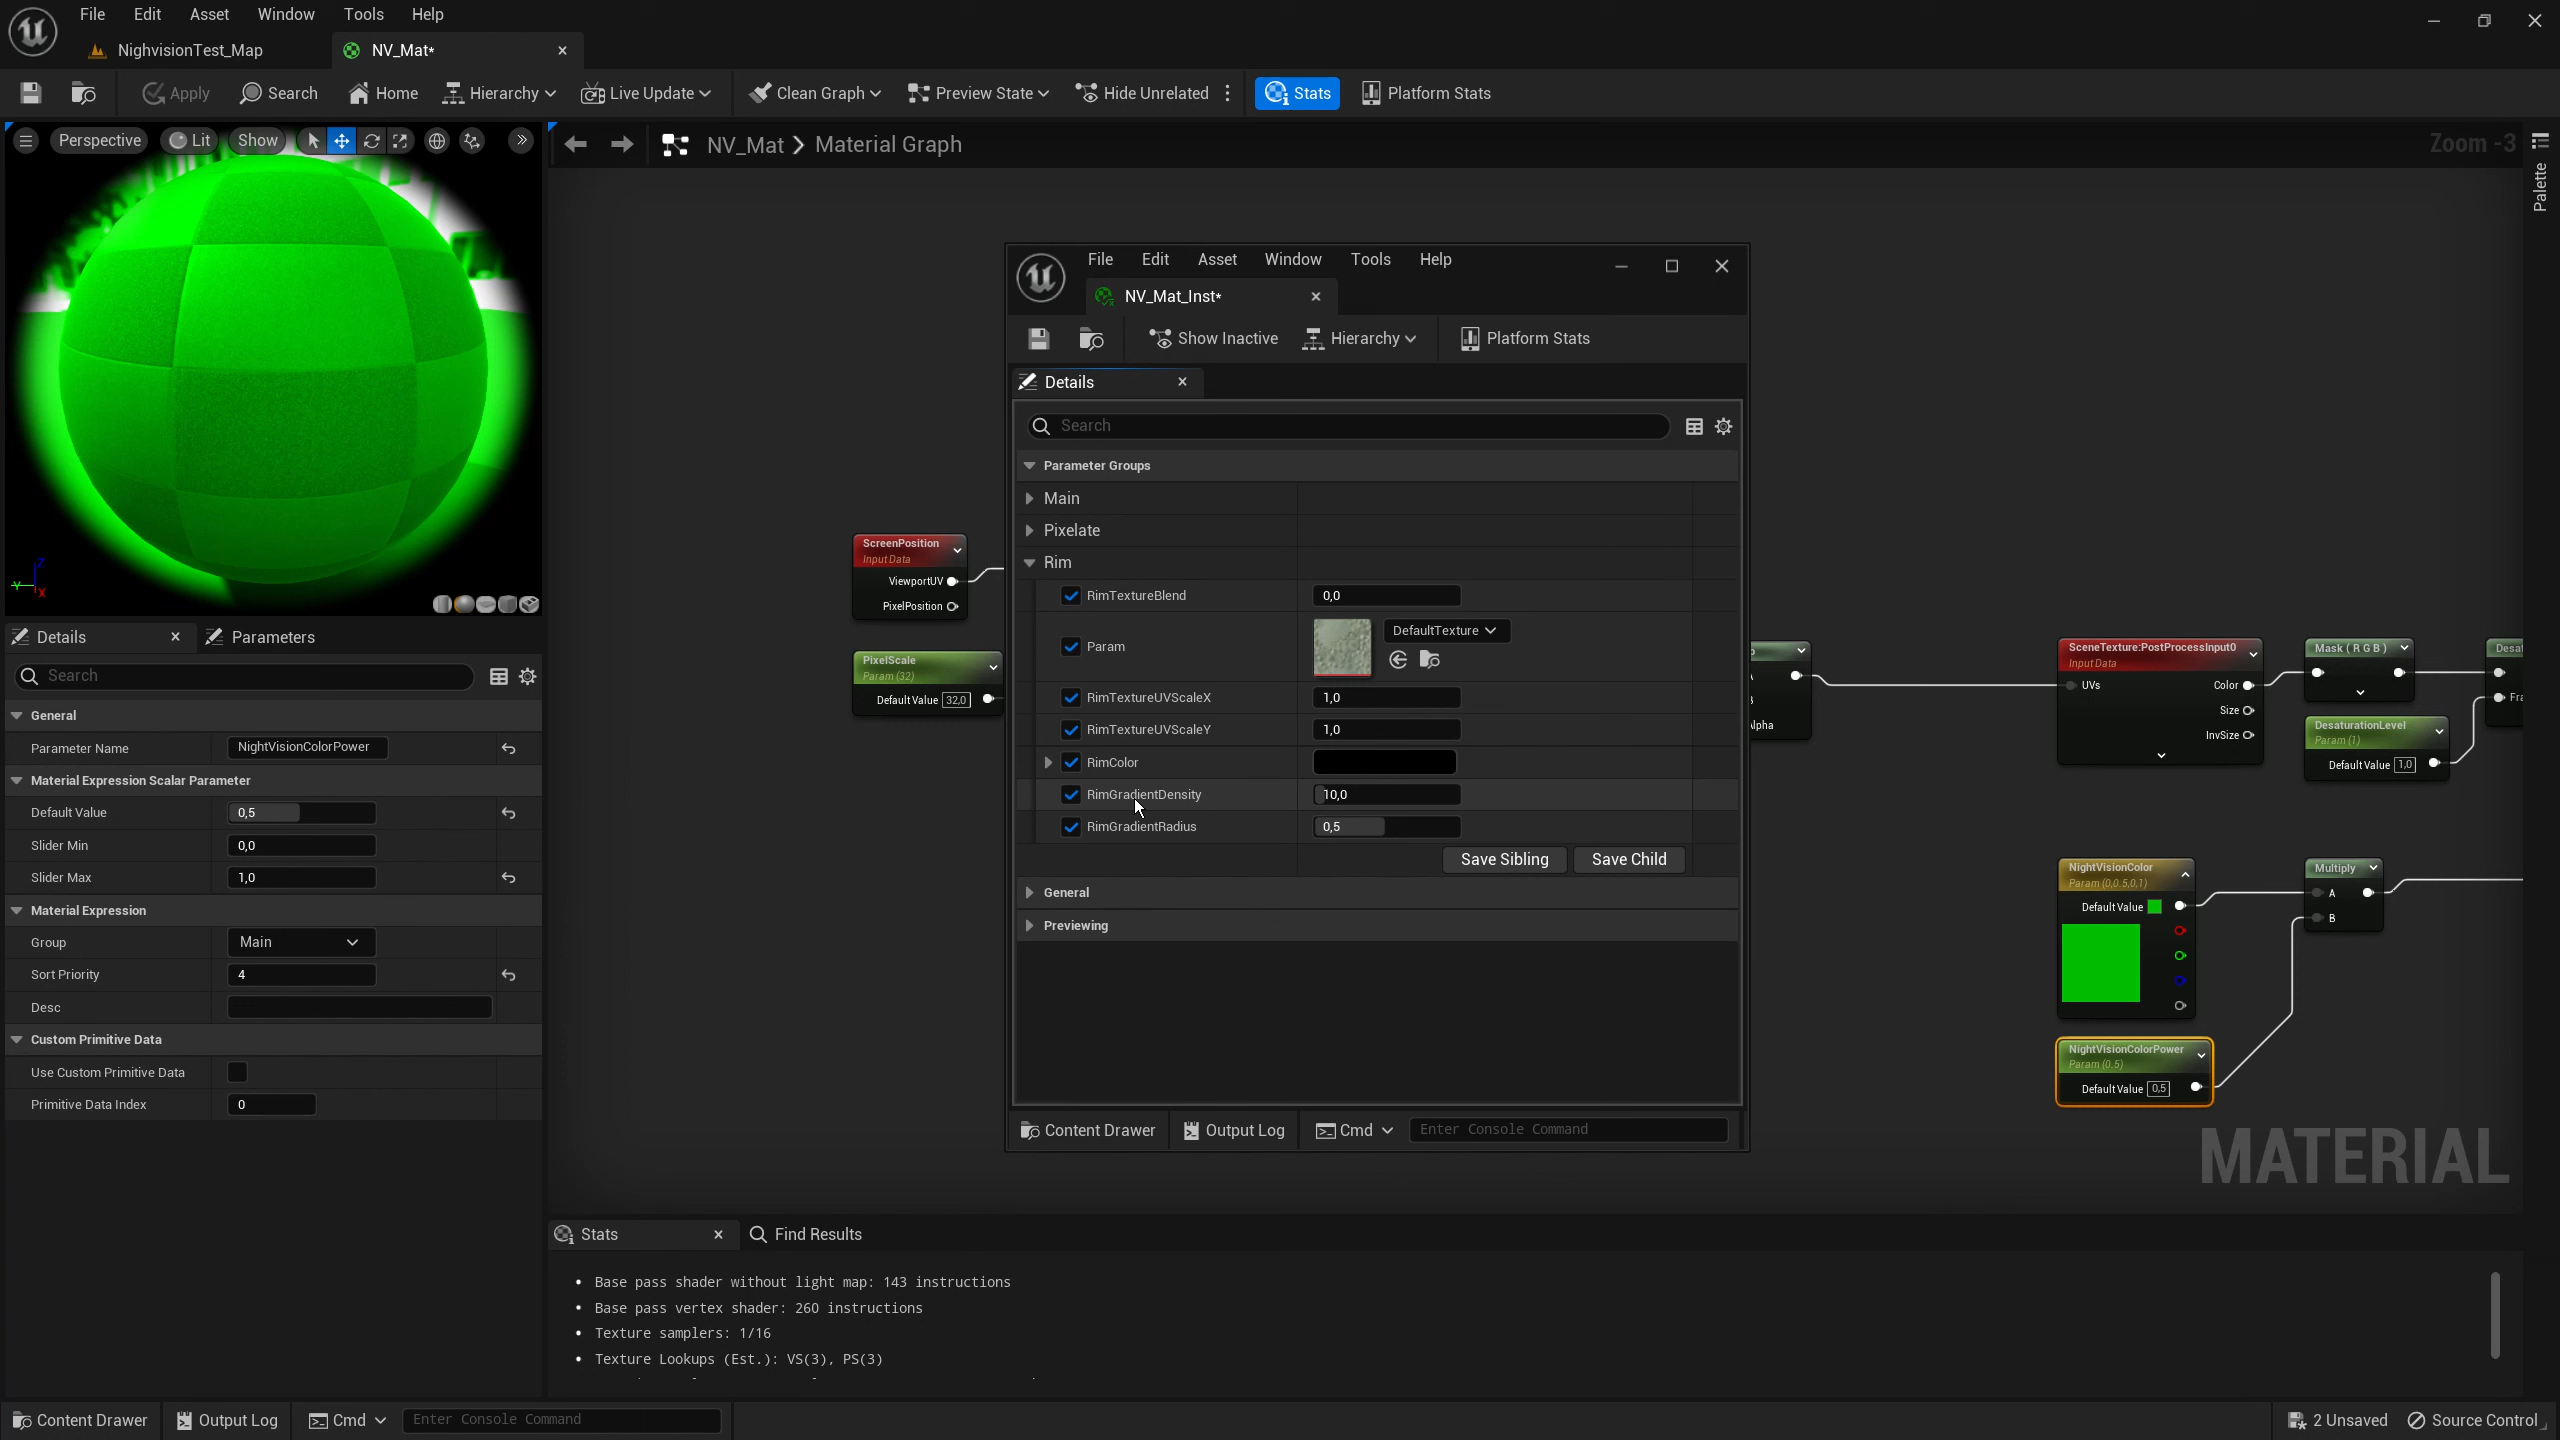 File Edit Asset Window Tools Help
NighvisionTest_Map
NV_Mat*
Apply Search Home Hierarchy Live Update Clean Graph Preview State Hide Unrelated Stats Platform Stats
Perspective Lit Show
NV_Mat > Material Graph
Zoom -3
Palette
File Edit Asset Window Tools Help
NV_Mat_Inst*
Show Inactive Hierarchy Platform Stats
Details
Search
Parameter Groups
Main
Pixelate
Rim
RimTextureBlend 0,0
Param DefaultTexture
RimTextureUVScaleX 1,0
RimTextureUVScaleY 1,0
RimColor
RimGradientDensity 10,0
RimGradientRadius 0,5
Save Sibling Save Child
General
Previewing
Content Drawer Output Log Cmd Enter Console Command
ScreenPosition
Input Data
ViewportUV
PixelPosition
PixelScale
Param (32)
Default Value 32,0
Alpha
SceneTexture:PostProcessInput0
Input Data
UVs Color
Size
InvSize
Mask ( R G B )
DesaturationLevel
Param (1)
Default Value 1,0
NightVisionColor
Param (0,0.5,0,1)
Default Value
Multiply
A
B
NightVisionColorPower
Param (0.5)
Default Value 0,5
MATERIAL
Details Parameters
Search
General
Parameter Name NightVisionColorPower
Material Expression Scalar Parameter
Default Value 0,5
Slider Min 0,0
Slider Max 1,0
Material Expression
Group Main
Sort Priority 4
Desc
Custom Primitive Data
Use Custom Primitive Data
Primitive Data Index 0
Stats Find Results
• Base pass shader without light map: 143 instructions
• Base pass vertex shader: 260 instructions
• Texture samplers: 1/16
• Texture Lookups (Est.): VS(3), PS(3)
Content Drawer Output Log Cmd Enter Console Command
2 Unsaved Source Control